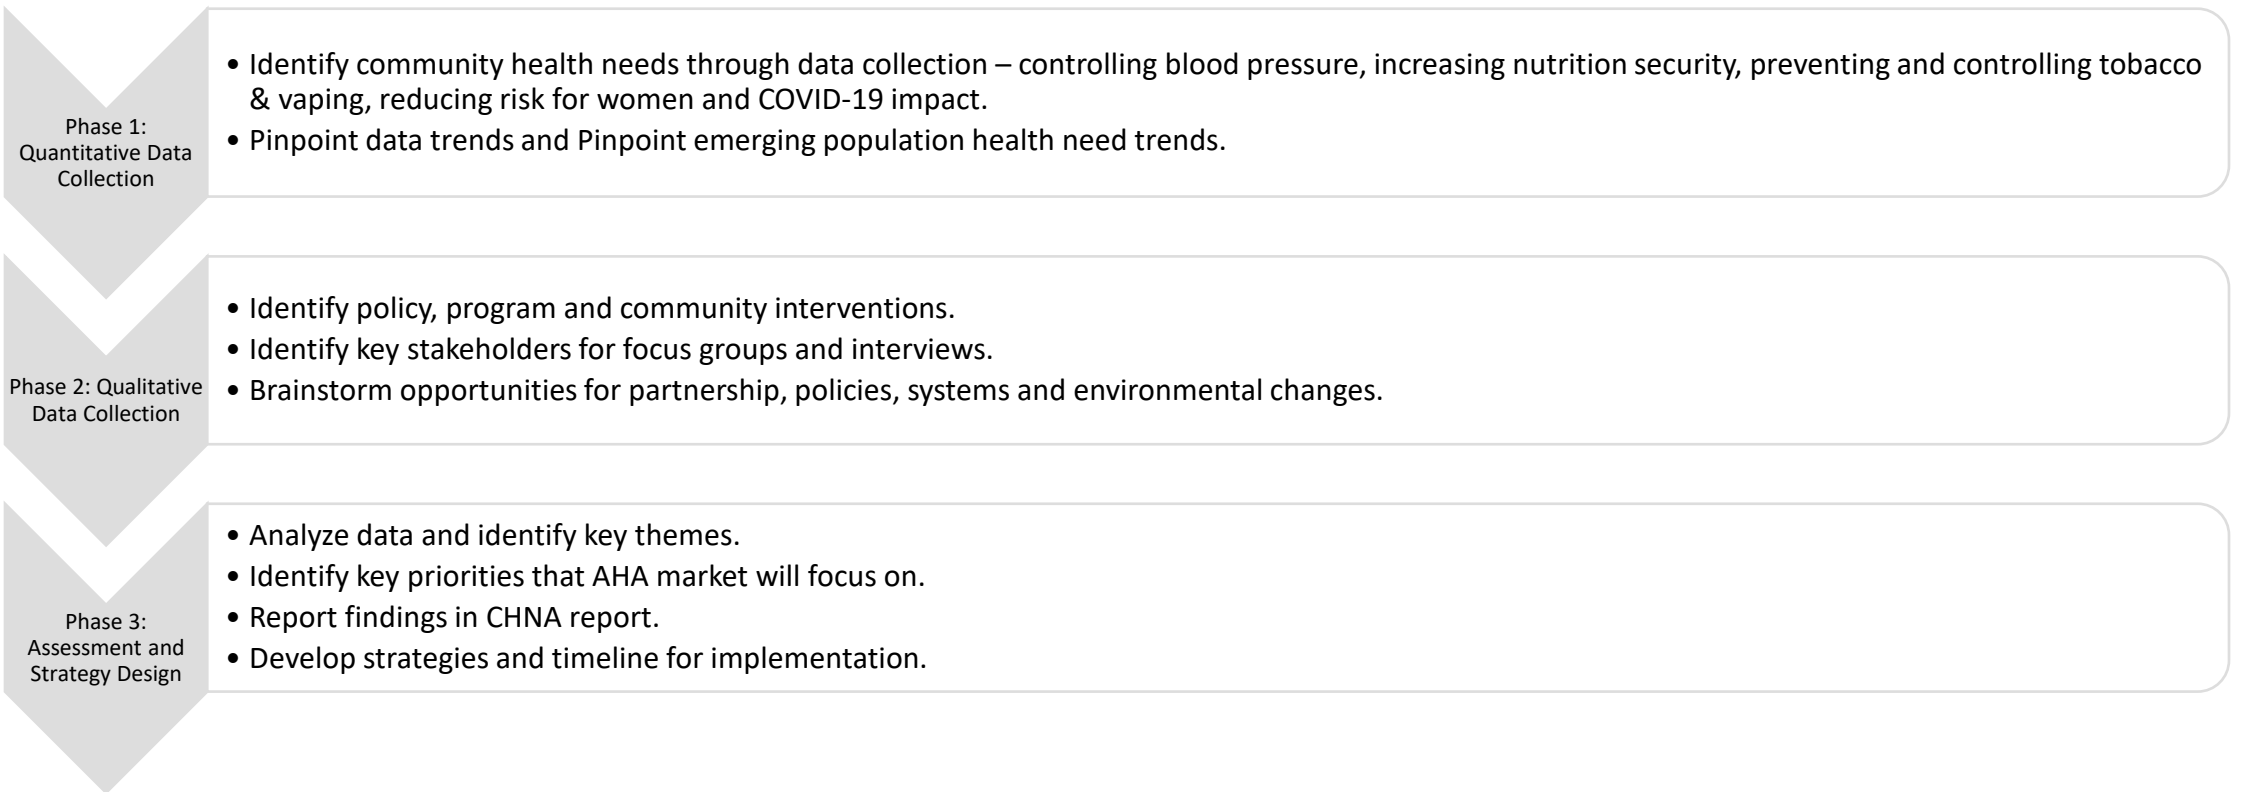 Phase 1:
Quantitative Data
Collection
• Identify community health needs through data collection – controlling blood pressure, increasing nutrition security, preventing and controlling tobacco
& vaping, reducing risk for women and COVID-19 impact.
• Pinpoint data trends and Pinpoint emerging population health need trends.
Phase 2: Qualitative
Data Collection
• Identify policy, program and community interventions.
• Identify key stakeholders for focus groups and interviews.
• Brainstorm opportunities for partnership, policies, systems and environmental changes.
Phase 3:
Assessment and
Strategy Design
• Analyze data and identify key themes.
• Identify key priorities that AHA market will focus on.
• Report findings in CHNA report.
• Develop strategies and timeline for implementation.